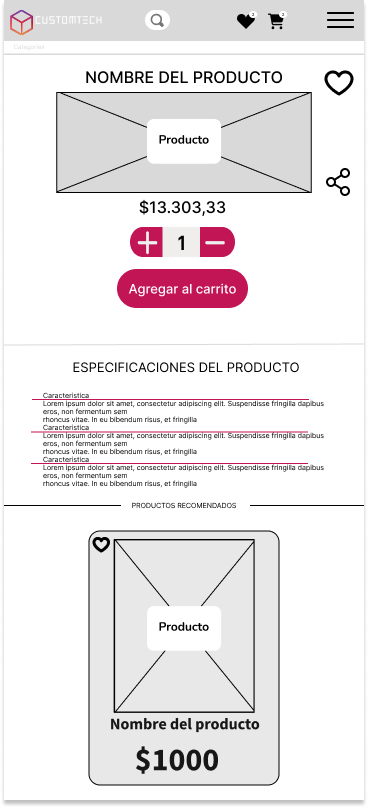 CUSTOMTECH
Categorias
NOMBRE DEL PRODUCTO
Producto
$13.303,33
1
Agregar al carrito
ESPECIFICACIONES DEL PRODUCTO
Caracteristica
Lorem ipsum dolor sit amet, consectetur adipiscing elit. Suspendisse fringilla dapibus
eros, non fermentum sem
rhoncus vitae. In eu bibendum risus, et fringilla
Caracteristica
Lorem ipsum dolor sit amet, consectetur adipiscing elit. Suspendisse fringilla dapibus
eros, non fermentum sem
rhoncus vitae. In eu bibendum risus, et fringilla
Caracteristica
Lorem ipsum dolor sit amet, consectetur adipiscing elit. Suspendisse fringilla dapibus
eros, non fermentum sem
rhoncus vitae. In eu bibendum risus, et fringilla
PRODUCTOS RECOMENDADOS
Producto
Nombre del producto
$1000